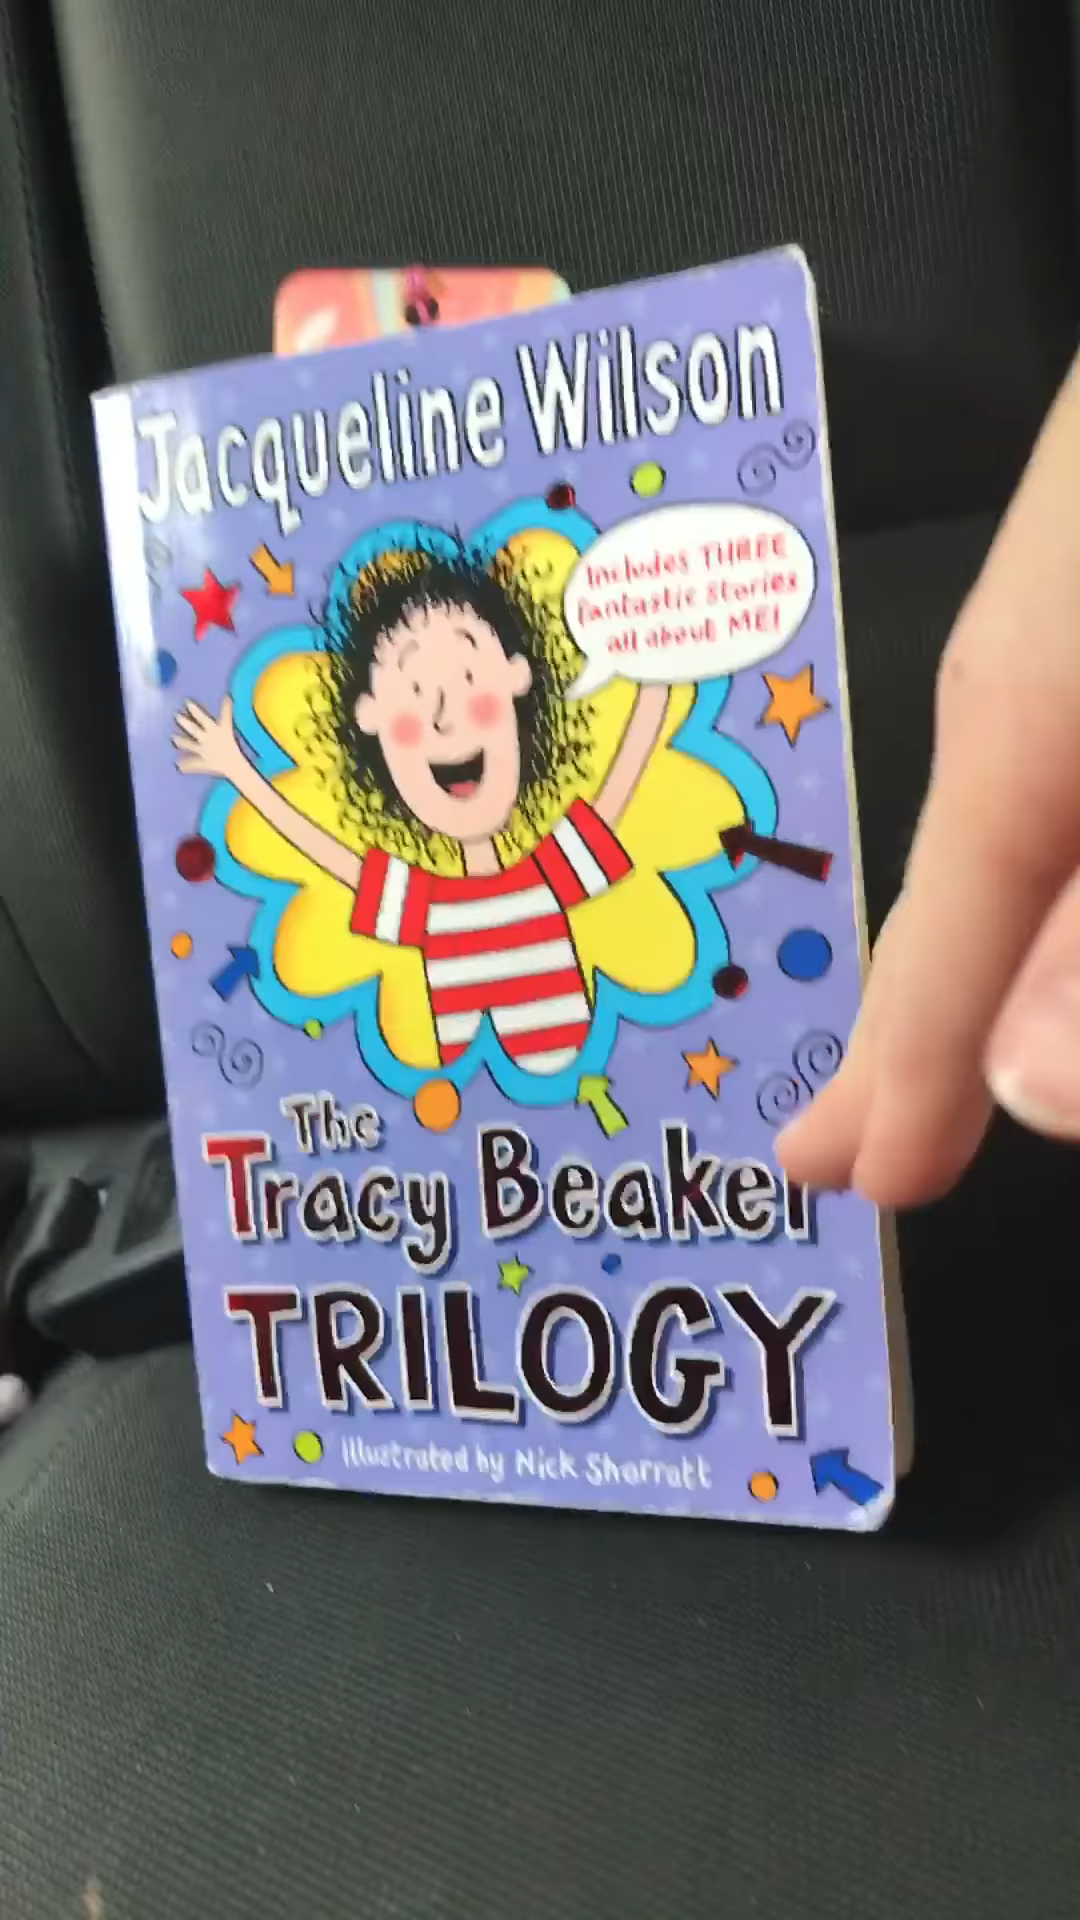 Jacqueline Wilson
Includes THREE
fantastic stories
all about ME!
The
Tracy Beaker
TRILOGY
illustrated by Nick Sharratt